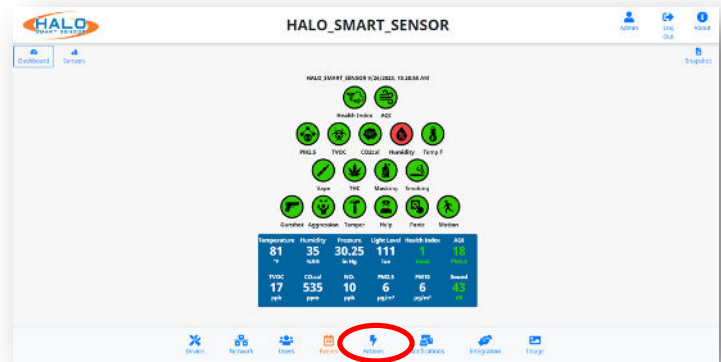 HALO
SMART SENSOR
HALO_SMART_SENSOR
Admin
Log Out
About
Dashboard
Sensors
Snapshot
HALO_SMART_SENSOR
Health Index AQI
PM2.5 TVOC CO2cal Humidity Temp F
Vape THC Masking Smoking
Gunshot Aggression Tamper Help Panic Motion
Temperature Humidity Pressure Light Level Health Index AQI
81 35 30.25 111 1 18
°F %RH in Hg lux PM2.5
TVOC CO2cal NO2 PM2.5 PM10 Sound
17 535 10 6 6 43
ppb ppm ppb µg/m³ µg/m³
Device Network Users Events Actions Notifications Integration Image